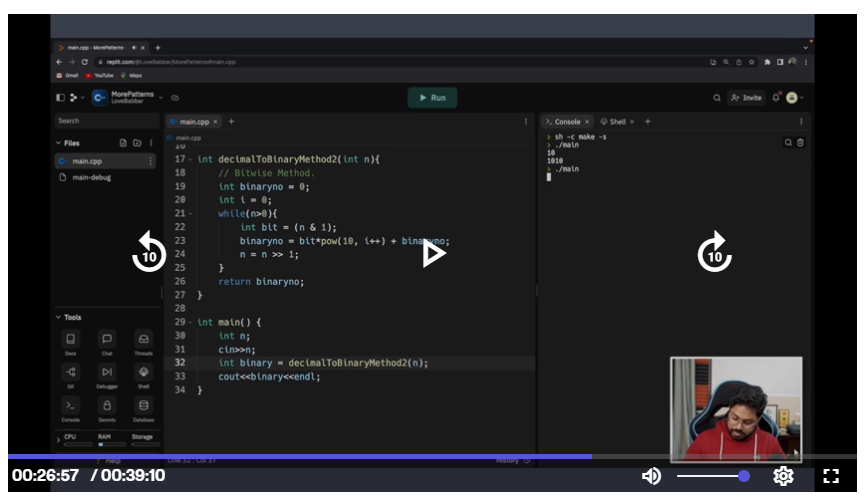 main.cpp - MorePatterns -
replit.com/@LoveBabbar/MorePatterns#main.cpp
Gmail YouTube Maps
MorePatterns
LoveBabbar
Run
Invite
Search
Files
main.cpp
main-debug
main.cpp × +
main.cpp
16
17 int decimalToBinaryMethod2(int n){
18 // Bitwise Method.
19 int binaryno = 0;
20 int i = 0;
21 while(n>0){
22 int bit = (n & 1);
23 binaryno = bit*pow(10, i++) + binaryno;
24 n = n >> 1;
25 }
26 return binaryno;
27 }
28
29 int main() {
30 int n;
31 cin>>n;
32 int binary = decimalToBinaryMethod2(n);
33 cout<<binary<<endl;
34 }
Console × Shell × +
> sh -c make -s
> ./main
10
1010
> ./main
10
10
Tools
Docs Chat Threads
Git Debugger Shell
Console Secrets Database
CPU RAM Storage
? Help
Line 32 : Col 37
History
00:26:57 / 00:39:10